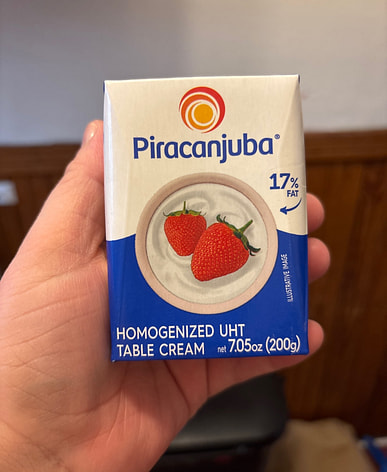 Piracanjuba®
17%
FAT
ILLUSTRATIVE IMAGE
HOMOGENIZED UHT
TABLE CREAM net 7.05oz (200g)